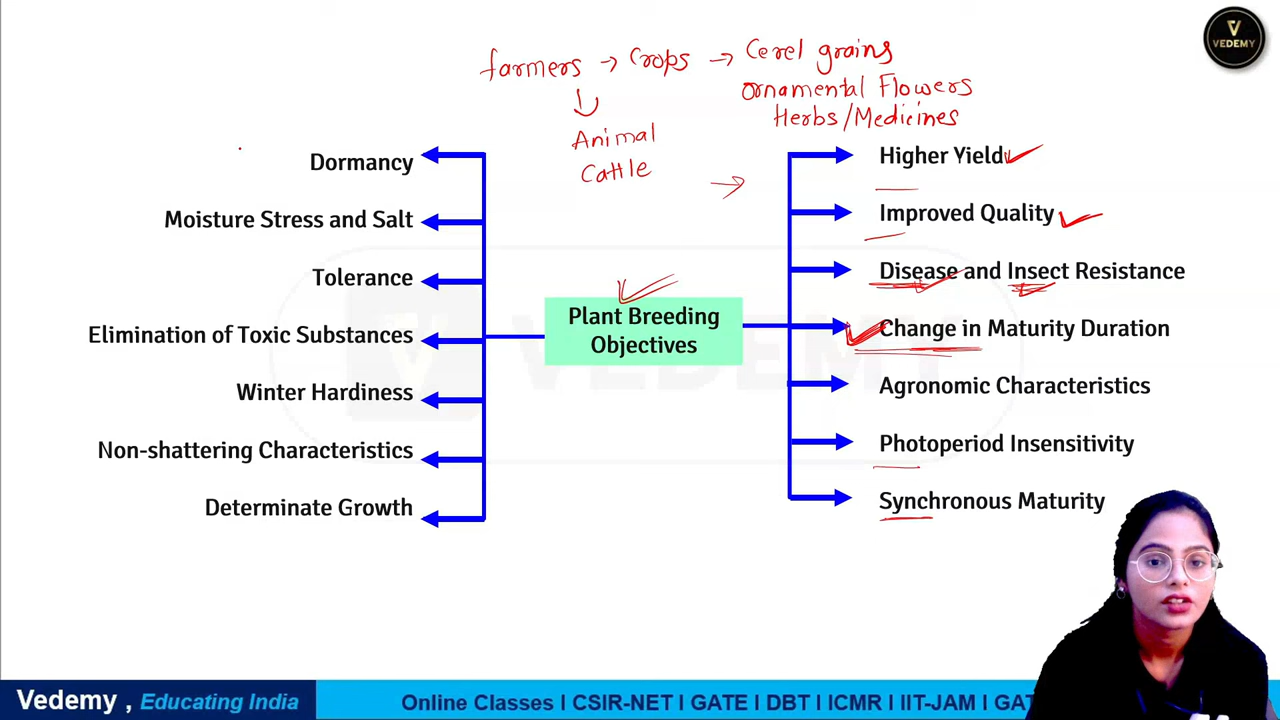 VEDEMY
farmers → Crops → Cerel grains
Ornamental Flowers
Herbs/Medicines
Animal
Cattle
Dormancy
Moisture Stress and Salt
Tolerance
Elimination of Toxic Substances
Winter Hardiness
Non-shattering Characteristics
Determinate Growth
Plant Breeding
Objectives
Higher Yield
Improved Quality
Disease and Insect Resistance
Change in Maturity Duration
Agronomic Characteristics
Photoperiod Insensitivity
Synchronous Maturity
VEDEMY
Vedemy , Educating India
Online Classes I CSIR-NET I GATE I DBT I ICMR I IIT-JAM I GAT